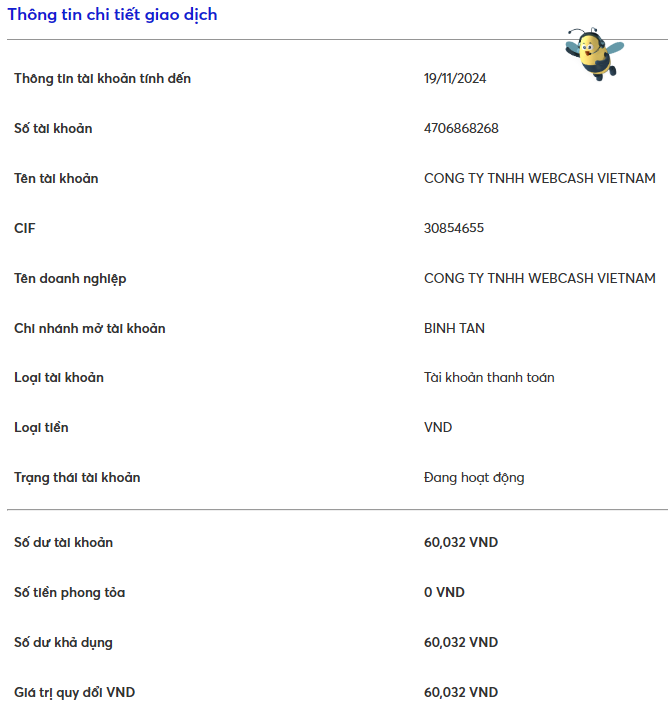 Thông tin chi tiết giao dịch
Thông tin tài khoản tính đến 19/11/2024
Số tài khoản 4706868268
Tên tài khoản CONG TY TNHH WEBCASH VIETNAM
CIF 30854655
Tên doanh nghiệp CONG TY TNHH WEBCASH VIETNAM
Chi nhánh mở tài khoản BINH TAN
Loại tài khoản Tài khoản thanh toán
Loại tiền VND
Trạng thái tài khoản Đang hoạt động
Số dư tài khoản 60,032 VND
Số tiền phong tỏa 0 VND
Số dư khả dụng 60,032 VND
Giá trị quy đổi VND 60,032 VND